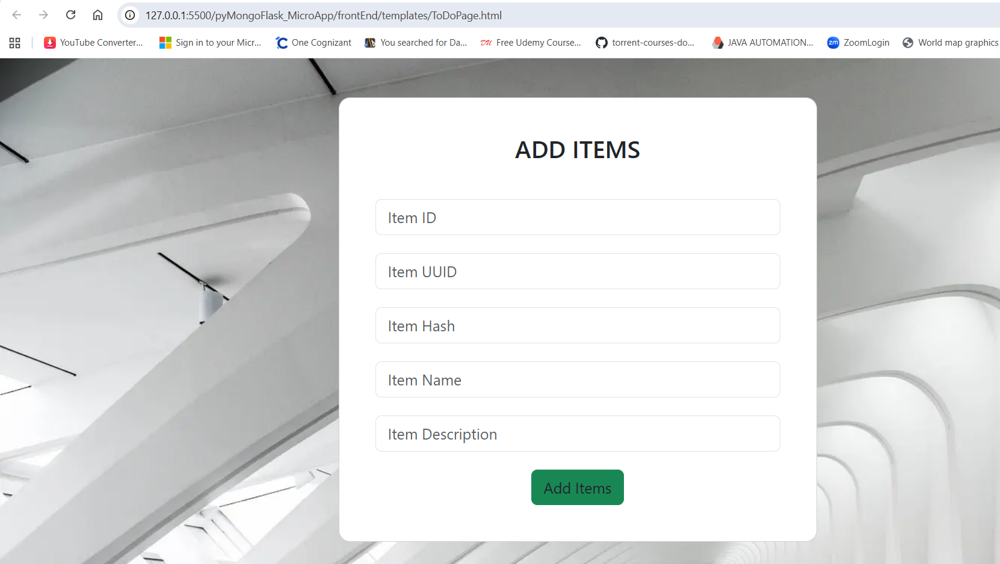 127.0.0.1:5500/pyMongoFlask_MicroApp/frontEnd/templates/ToDoPage.html
YouTube Converter... Sign in to your Micr... One Cognizant You searched for Da... DU Free Udemy Course... torrent-courses-do... JAVA AUTOMATION... zm ZoomLogin World map graphics
ADD ITEMS
Item ID
Item UUID
Item Hash
Item Name
Item Description
Add Items